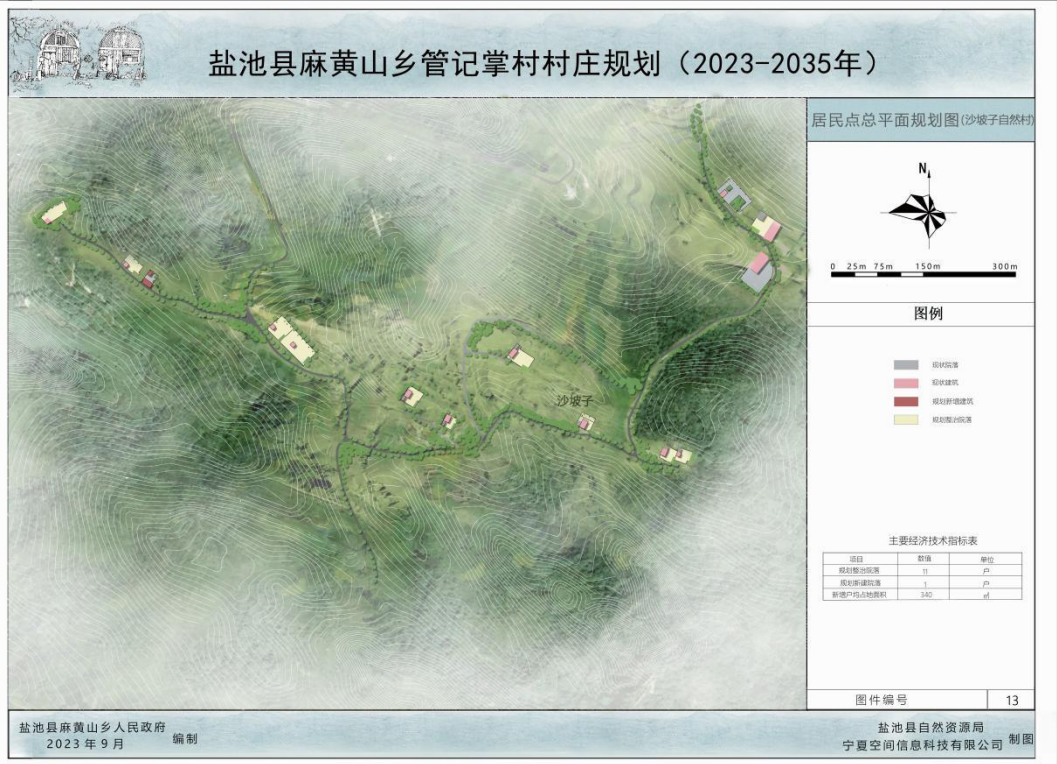 盐池县麻黄山乡管记掌村村庄规划（2023-2035年）
居民点总平面规划图(沙坡子自然村)
N
0 25m 75m 150m 300m
图例
现状院落
现状建筑
规划新增建筑
规划整治院落
沙坡子
主要经济技术指标表
项目 数值 单位
规划整治院落 11 户
规划新建院落 1 户
新增户均占地面积 340 ㎡
图件编号 13
盐池县麻黄山乡人民政府
2023年9月 编制
盐池县自然资源局
宁夏空间信息科技有限公司 制图